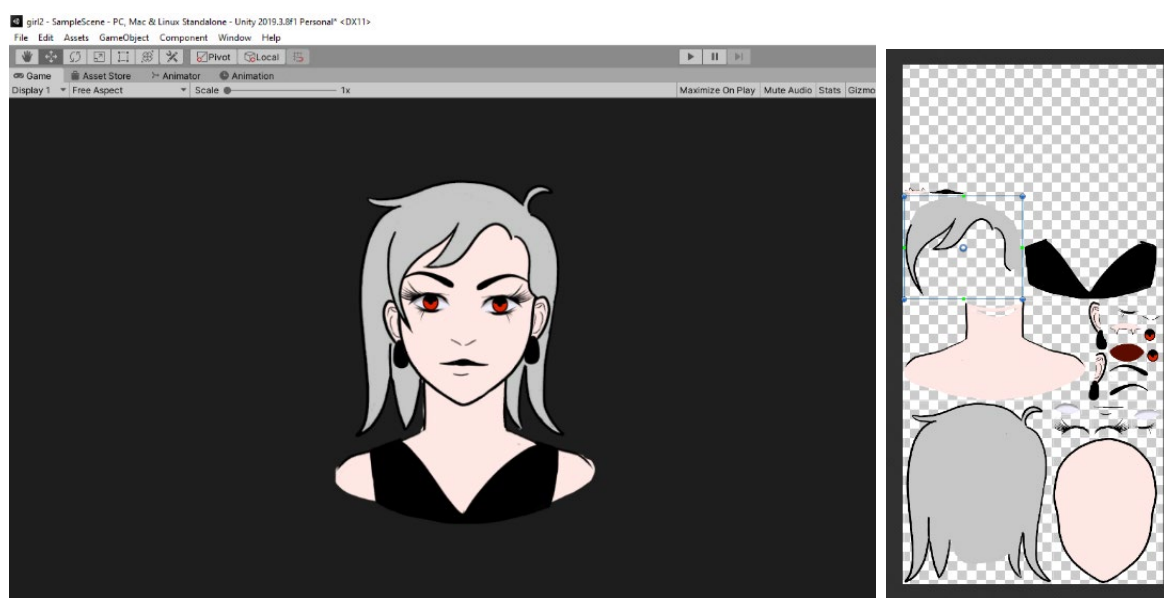 girl2 - SampleScene - PC, Mac & Linux Standalone - Unity 2019.3.8f1 Personal* <DX11>
File Edit Assets GameObject Component Window Help
Pivot Local
Game Asset Store Animator Animation
Display 1 Free Aspect Scale 1x Maximize On Play Mute Audio Stats Gizmo